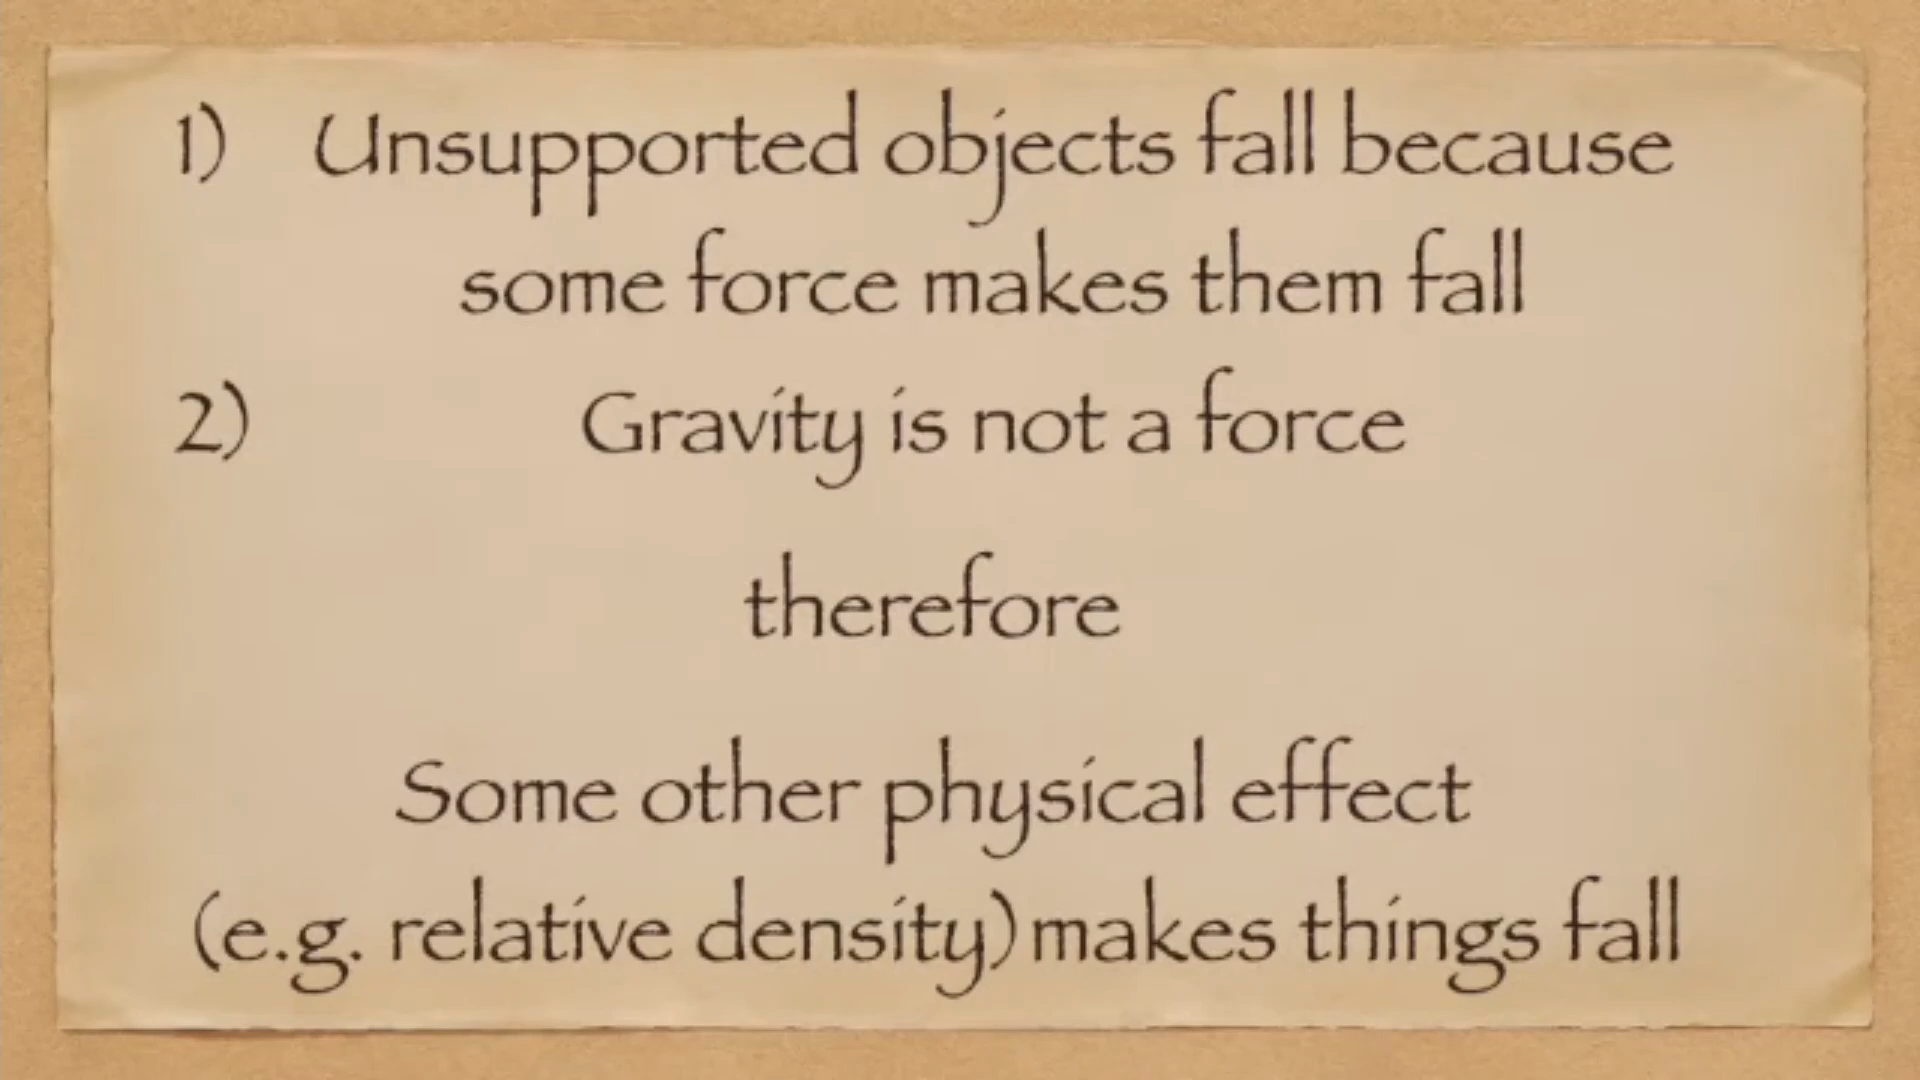 1) Unsupported objects fall because
some force makes them fall
2) Gravity is not a force
therefore
Some other physical effect
(e.g. relative density) makes things fall